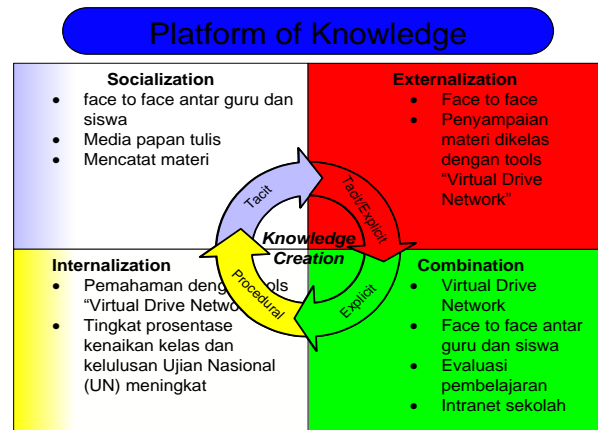 Platform of Knowledge
Socialization
• face to face antar guru dan
siswa
• Media papan tulis
• Mencatat materi
Externalization
• Face to face
• Penyampaian
materi dikelas
dengan tools
“Virtual Drive
Network”
Tacit
Tacit/Explicit
Knowledge
Creation
Procedural
Explicit
Internalization
• Pemahaman
“Virtual Drive
• Tingkat prosentase
kenaikan kelas dan
kelulusan Ujian Nasional
(UN) meningkat
Combination
• Virtual Drive
Network
• Face to face antar
guru dan siswa
• Evaluasi
pembelajaran
• Intranet sekolah